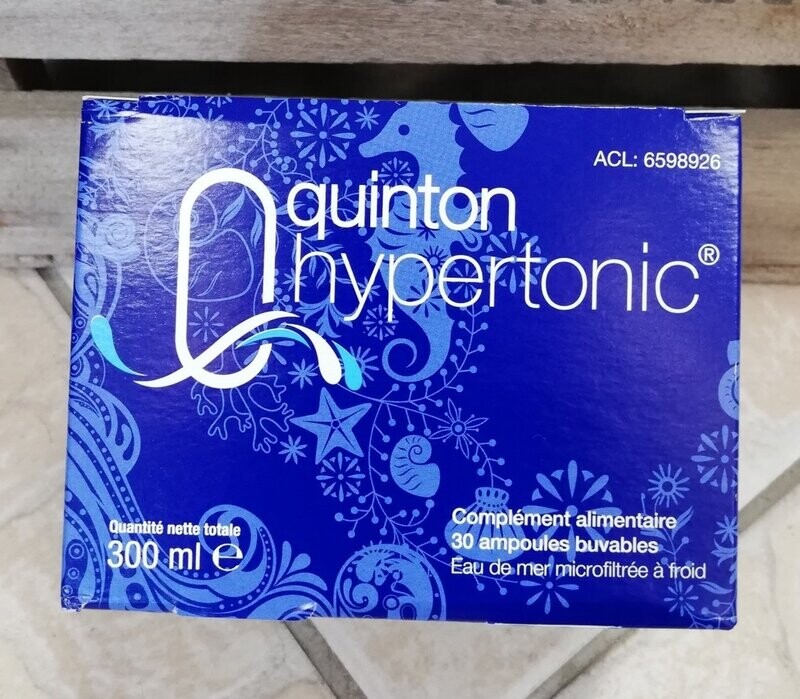 ACL: 6598926
quinton
hypertonic®
Quantité nette totale
300 ml ℮
Complément alimentaire
30 ampoules buvables
Eau de mer microfiltrée à froid